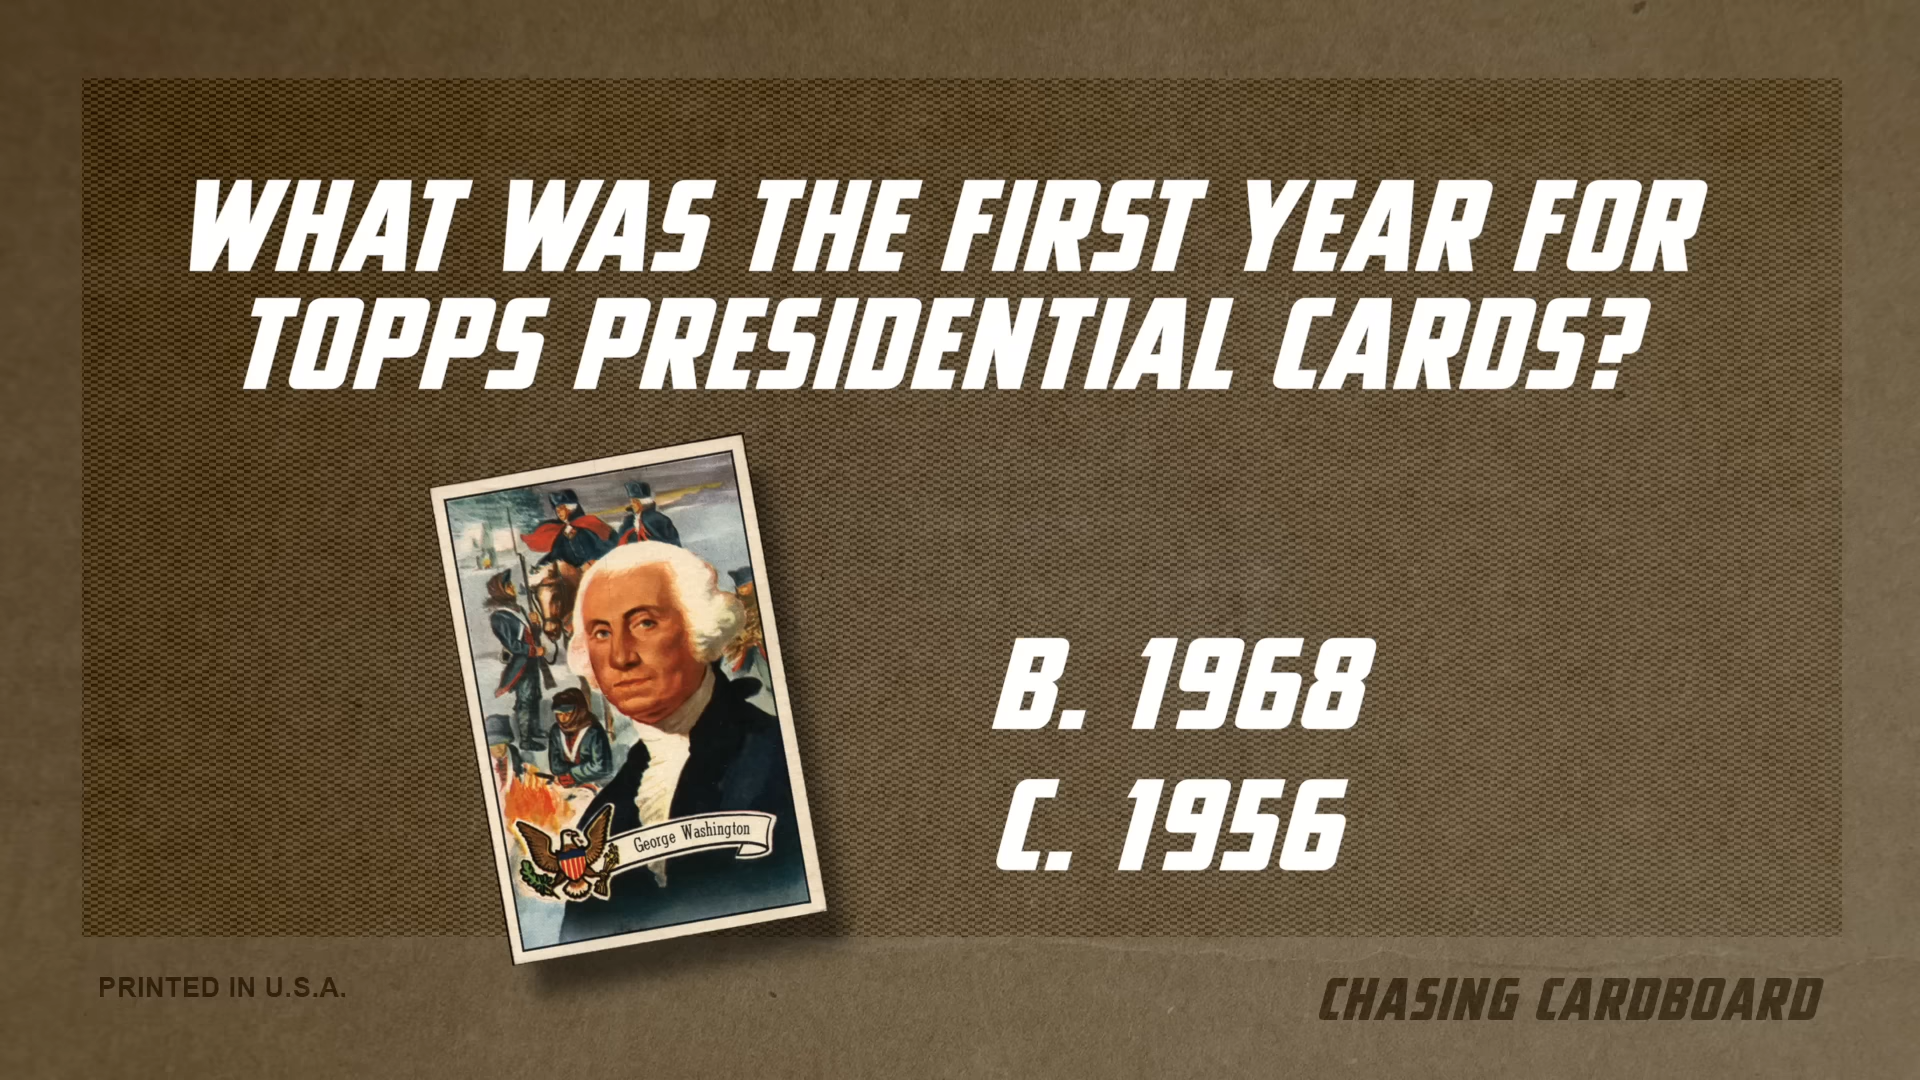 WHAT WAS THE FIRST YEAR FOR
TOPPS PRESIDENTIAL CARDS?
George Washington
B. 1968
C. 1956
PRINTED IN U.S.A.
CHASING CARDBOARD